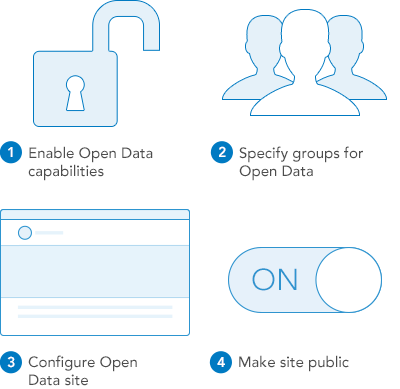 1 Enable Open Data
capabilities
2 Specify groups for
Open Data
ON
3 Configure Open
Data site
4 Make site public